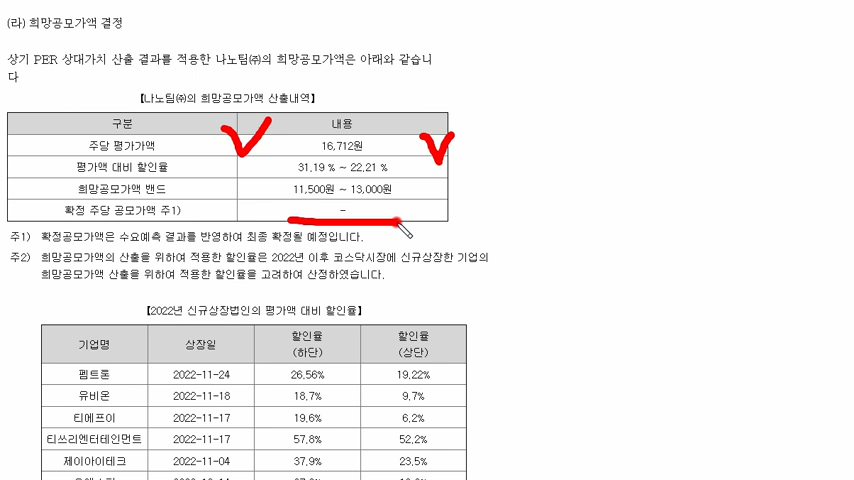 (라) 희망공모가액 결정
상기 PER 상대가치 산출 결과를 적용한 나노팀㈜의 희망공모가액은 아래와 같습니
다
【나노팀㈜의 희망공모가액 산출내역】
구분 내용
주당 평가가액 16,712원
평가액 대비 할인율 31.19 % ~ 22.21 %
희망공모가액 밴드 11,500원 ~ 13,000원
확정 주당 공모가액 주1) -
주1) 확정공모가액은 수요예측 결과를 반영하여 최종 확정될 예정입니다.
주2) 희망공모가액의 산출을 위하여 적용한 할인율은 2022년 이후 코스닥시장에 신규상장한 기업의
희망공모가액 산출을 위하여 적용한 할인율을 고려하여 산정하였습니다.
【2022년 신규상장법인의 평가액 대비 할인율】
기업명 상장일 할인율 (하단) 할인율 (상단)
펨트론 2022-11-24 26.56% 19.22%
유비온 2022-11-18 18.7% 9.7%
티에프이 2022-11-17 19.6% 6.2%
티쓰리엔터테인먼트 2022-11-17 57.8% 52.2%
제이아이테크 2022-11-04 37.9% 23.5%